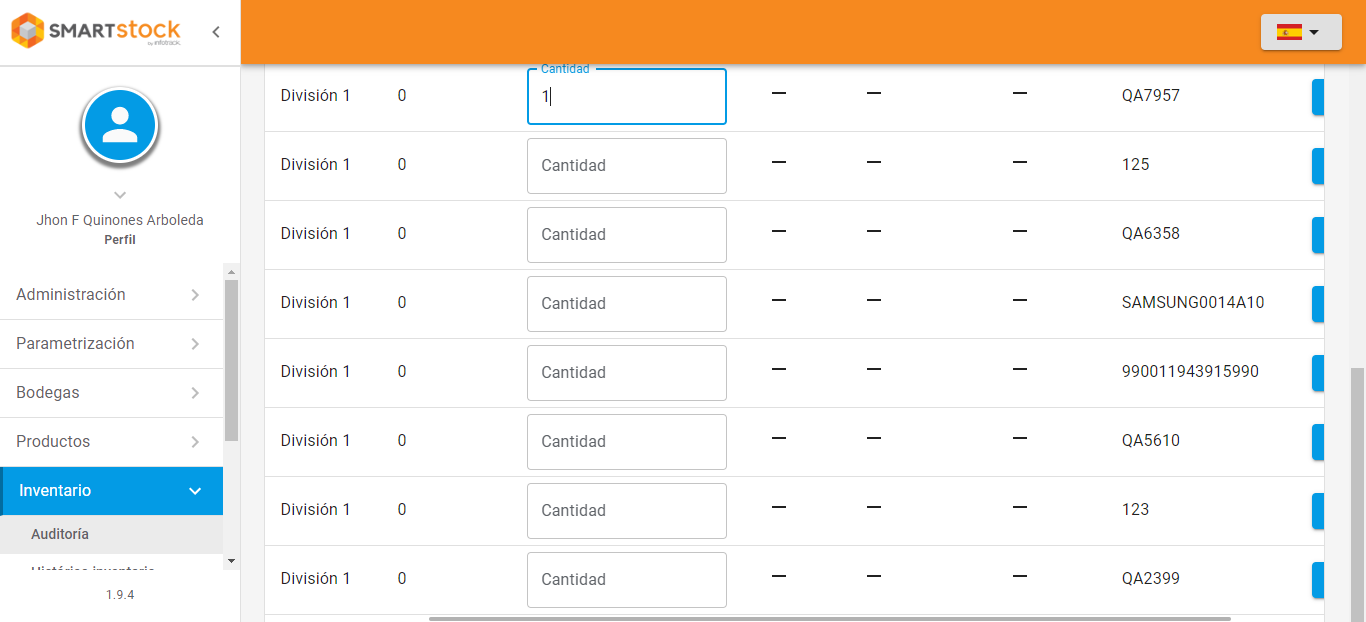 SMARTstock
by infotrack.
Jhon F Quinones Arboleda
Perfil
Administración
Parametrización
Bodegas
Productos
Inventario
Auditoría
Histórico inventario
1.9.4
Cantidad
División 1 0 1 — — — QA7957
División 1 0 Cantidad — — — 125
División 1 0 Cantidad — — — QA6358
División 1 0 Cantidad — — — SAMSUNG0014A10
División 1 0 Cantidad — — — 990011943915990
División 1 0 Cantidad — — — QA5610
División 1 0 Cantidad — — — 123
División 1 0 Cantidad — — — QA2399